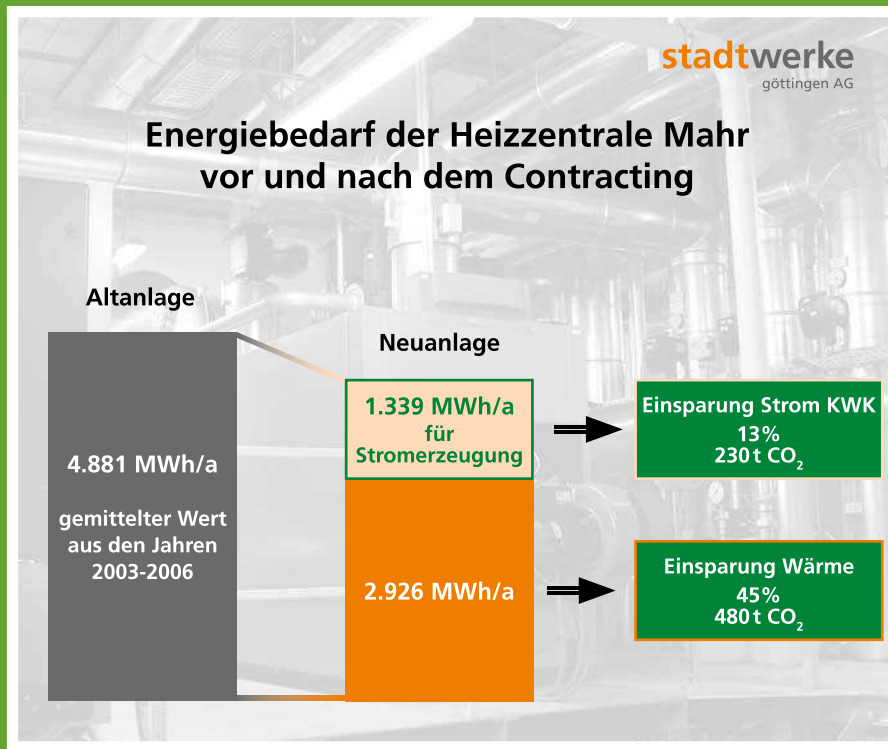 stadtwerke
göttingen AG
Energiebedarf der Heizzentrale Mahr
vor und nach dem Contracting
Altanlage
4.881 MWh/a
gemittelter Wert
aus den Jahren
2003-2006
Neuanlage
1.339 MWh/a
für
Stromerzeugung
2.926 MWh/a
Einsparung Strom KWK
13%
230 t CO₂
Einsparung Wärme
45%
480 t CO₂